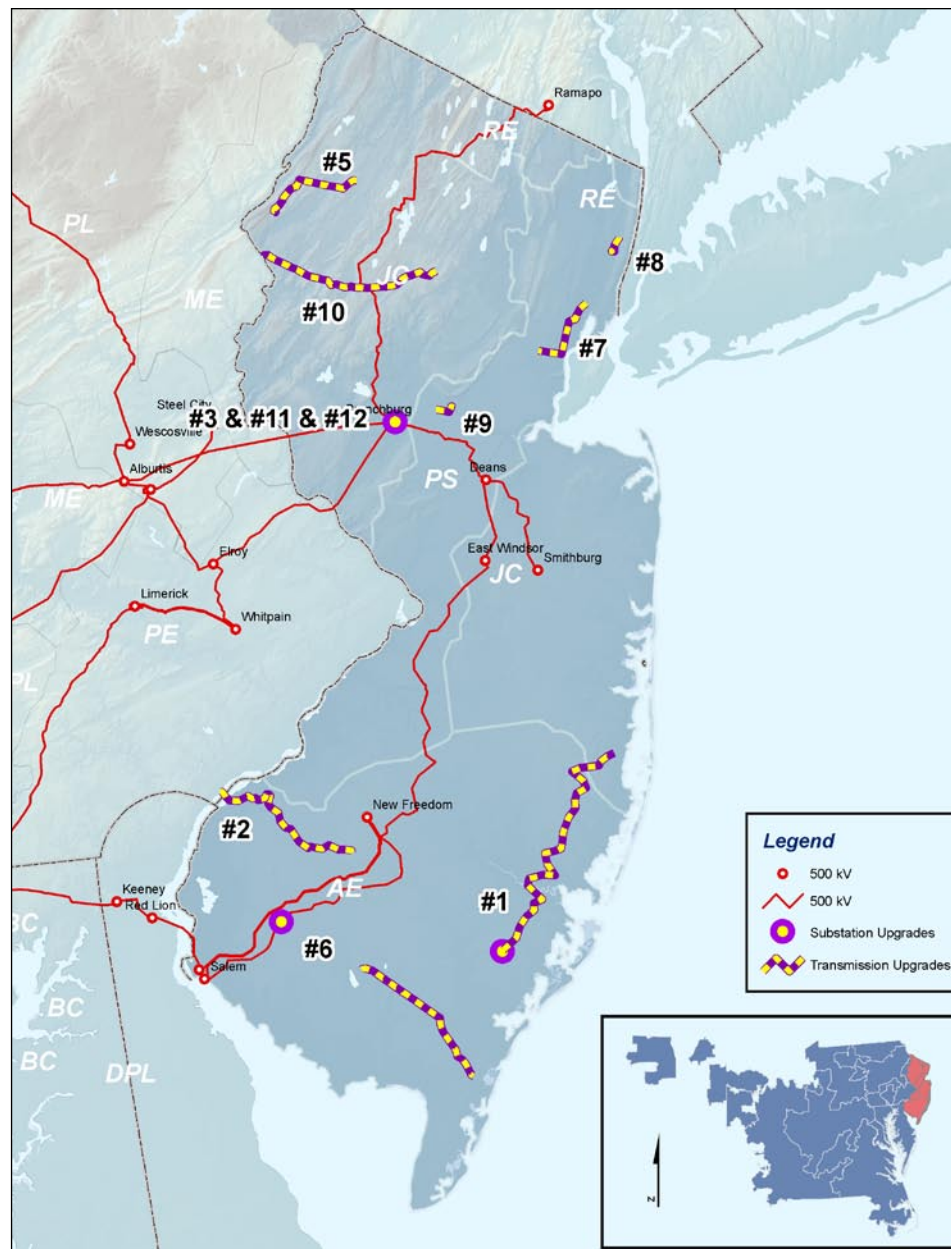 Ramapo
RE
#5
PL
RE
#8
JC
ME
#10
#7
Steel City
#3 & #11 & #12
#9
Wescosville
Alburtis
PS
Deans
ME
Elroy
East Windsor
Smithburg
JC
Limerick
PE
Whitpain
PL
New Freedom
#2
Legend
500 kV
500 kV
Substation Upgrades
Transmission Upgrades
AE
Keeney
Red Lion
BC
#1
#6
Salem
BC
BC
DPL
N